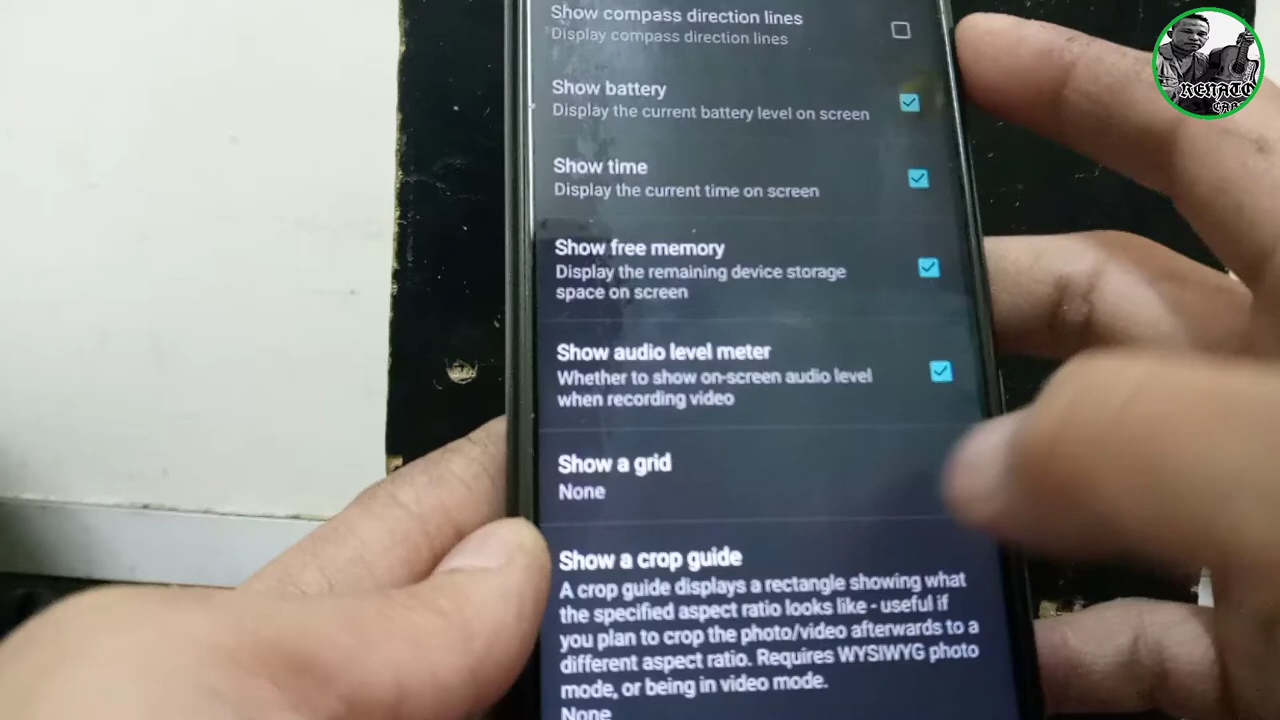 Show compass direction lines
Display compass direction lines
Show battery
Display the current battery level on screen
Show time
Display the current time on screen
Show free memory
Display the remaining device storage
space on screen
Show audio level meter
Whether to show on-screen audio level
when recording video
Show a grid
None
Show a crop guide
A crop guide displays a rectangle showing what
the specified aspect ratio looks like - useful if
you plan to crop the photo/video afterwards to a
different aspect ratio. Requires WYSIWYG photo
mode, or being in video mode.
None
RENATO